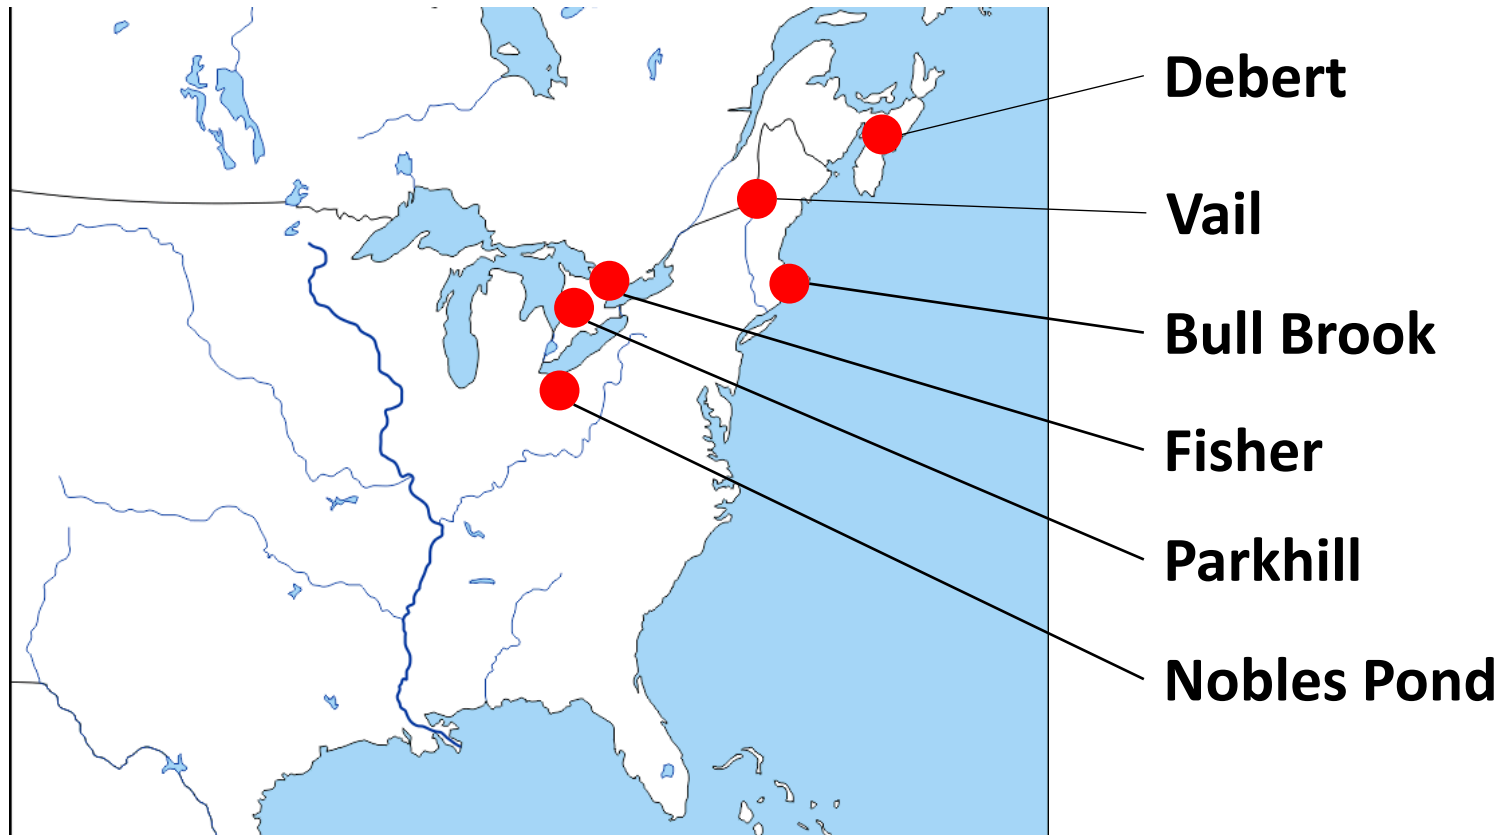 Debert
Vail
Bull Brook
Fisher
Parkhill
Nobles Pond